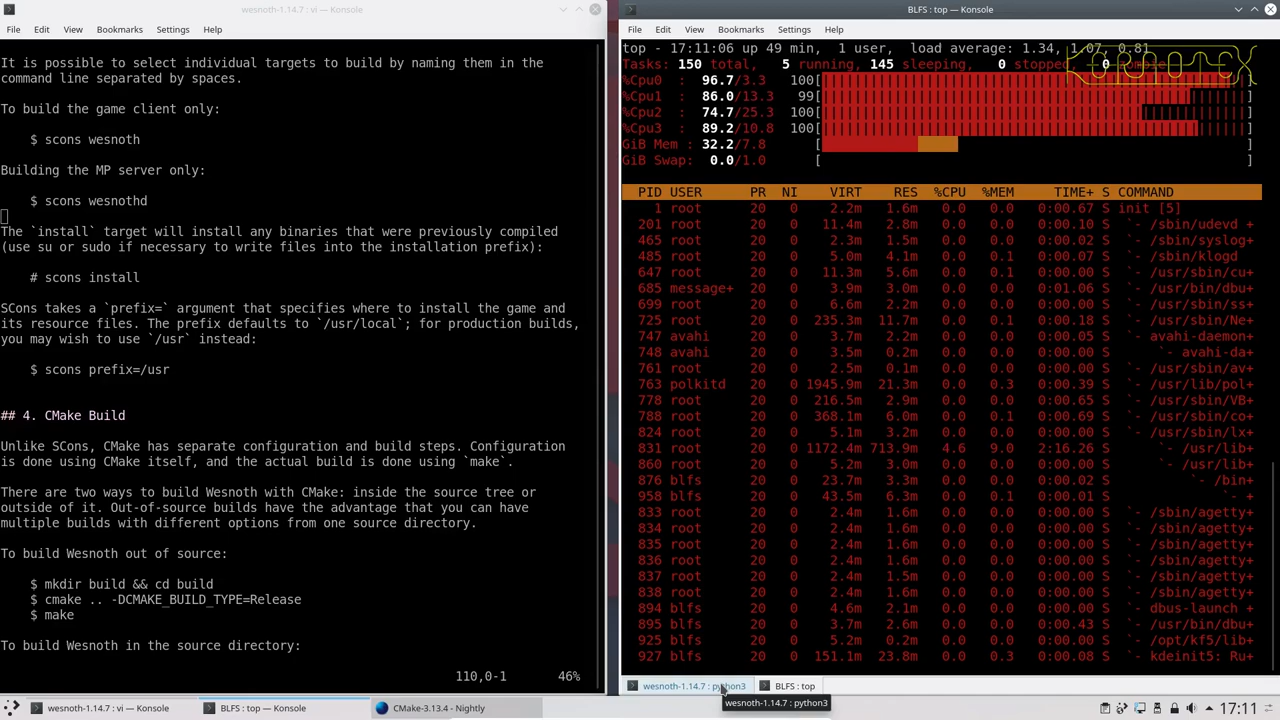 wesnoth-1.14.7 : vi — Konsole
File Edit View Bookmarks Settings Help
It is possible to select individual targets to build by naming them in the
command line separated by spaces.
To build the game client only:
$ scons wesnoth
Building the MP server only:
$ scons wesnothd
The `install` target will install any binaries that were previously compiled
(use su or sudo if necessary to write files into the installation prefix):
# scons install
SCons takes a `prefix=` argument that specifies where to install the game and
its resource files. The prefix defaults to `/usr/local`; for production builds,
you may wish to use `/usr` instead:
$ scons prefix=/usr
## 4. CMake Build
Unlike SCons, CMake has separate configuration and build steps. Configuration
is done using CMake itself, and the actual build is done using `make`.
There are two ways to build Wesnoth with CMake: inside the source tree or
outside of it. Out-of-source builds have the advantage that you can have
multiple builds with different options from one source directory.
To build Wesnoth out of source:
$ mkdir build && cd build
$ cmake .. -DCMAKE_BUILD_TYPE=Release
$ make
To build Wesnoth in the source directory:
110,0-1 46%
BLFS : top — Konsole
File Edit View Bookmarks Settings Help
top - 17:11:06 up 49 min, 1 user, load average: 1.34, 1.07, 0.81
Tasks: 150 total, 5 running, 145 sleeping, 0 stopped, 0
%Cpu0 : 96.7/3.3 100[ ]
%Cpu1 : 86.0/13.3 99[ ]
%Cpu2 : 74.7/25.3 100[ ]
%Cpu3 : 89.2/10.8 100[ ]
GiB Mem : 32.2/7.8 [ ]
GiB Swap: 0.0/1.0 [ ]
PID USER PR NI VIRT RES %CPU %MEM TIME+ S COMMAND
1 root 20 0 2.2m 1.6m 0.0 0.0 0:00.67 S init [5]
201 root 20 0 11.4m 2.8m 0.0 0.0 0:00.10 S `- /sbin/udevd +
465 root 20 0 2.3m 1.5m 0.0 0.0 0:00.02 S `- /sbin/syslog+
485 root 20 0 5.0m 4.1m 0.0 0.1 0:00.07 S `- /sbin/klogd
647 root 20 0 11.3m 5.6m 0.0 0.1 0:00.00 S `- /usr/sbin/cu+
685 message+ 20 0 3.9m 3.0m 0.0 0.0 0:01.06 S `- /usr/bin/dbu+
699 root 20 0 6.6m 2.2m 0.0 0.0 0:00.00 S `- /usr/sbin/ss+
725 root 20 0 235.3m 11.7m 0.0 0.1 0:00.18 S `- /usr/sbin/Ne+
747 avahi 20 0 3.7m 2.2m 0.0 0.0 0:00.05 S `- avahi-daemon+
748 avahi 20 0 3.5m 0.2m 0.0 0.0 0:00.00 S `- avahi-da+
761 root 20 0 2.5m 0.1m 0.0 0.0 0:00.00 S `- /usr/sbin/av+
763 polkitd 20 0 1945.9m 21.3m 0.0 0.3 0:00.39 S `- /usr/lib/pol+
778 root 20 0 216.5m 2.9m 0.0 0.0 0:00.65 S `- /usr/sbin/VB+
788 root 20 0 368.1m 6.0m 0.0 0.1 0:00.69 S `- /usr/sbin/co+
824 root 20 0 5.1m 3.2m 0.0 0.0 0:00.00 S `- /usr/sbin/lx+
831 root 20 0 1172.4m 713.9m 4.6 9.0 2:16.26 S `- /usr/lib+
860 root 20 0 5.2m 3.0m 0.0 0.0 0:00.00 S `- /usr/lib+
876 blfs 20 0 23.7m 3.3m 0.0 0.0 0:00.02 S `- /bin+
958 blfs 20 0 43.5m 6.3m 0.0 0.1 0:00.01 S `- +
833 root 20 0 2.4m 1.6m 0.0 0.0 0:00.00 S `- /sbin/agetty+
834 root 20 0 2.4m 1.6m 0.0 0.0 0:00.00 S `- /sbin/agetty+
835 root 20 0 2.4m 1.6m 0.0 0.0 0:00.00 S `- /sbin/agetty+
836 root 20 0 2.4m 1.6m 0.0 0.0 0:00.00 S `- /sbin/agetty+
837 root 20 0 2.4m 1.5m 0.0 0.0 0:00.00 S `- /sbin/agetty+
838 root 20 0 2.4m 1.6m 0.0 0.0 0:00.00 S `- /sbin/agetty+
894 blfs 20 0 4.6m 2.1m 0.0 0.0 0:00.00 S `- dbus-launch +
895 blfs 20 0 3.7m 2.6m 0.0 0.0 0:00.43 S `- /usr/bin/dbu+
925 blfs 20 0 5.2m 0.2m 0.0 0.0 0:00.00 S `- /opt/kf5/lib+
927 blfs 20 0 151.1m 23.8m 0.0 0.3 0:00.08 S `- kdeinit5: Ru+
wesnoth-1.14.7 : python3 BLFS : top
wesnoth-1.14.7 : python3
wesnoth-1.14.7 : vi — Konsole BLFS : top — Konsole CMake-3.13.4 - Nightly 17:11